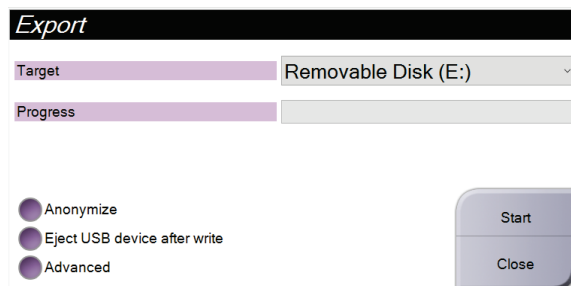 Export
Target
Removable Disk (E:)
Progress
Anonymize
Eject USB device after write
Advanced
Start
Close